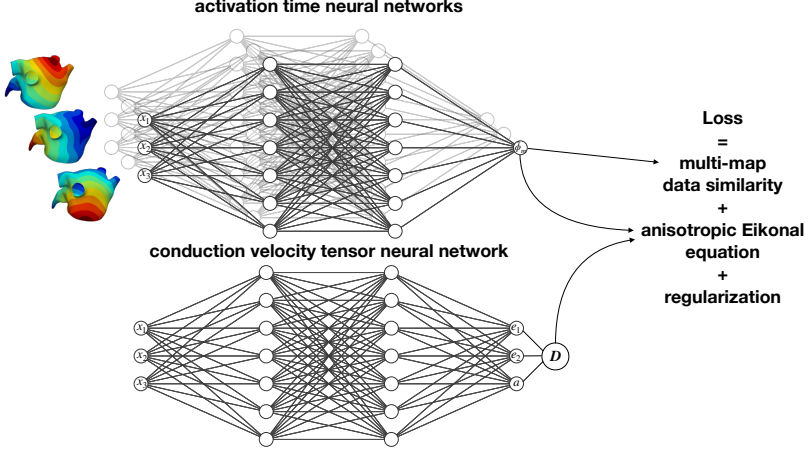 activation time neural networks
x₁
x₂
x₃
ϕₘ
Loss
=
multi-map
data similarity
+
anisotropic Eikonal
equation
+
regularization
conduction velocity tensor neural network
x₁
x₂
x₃
e₁
e₂
a
D